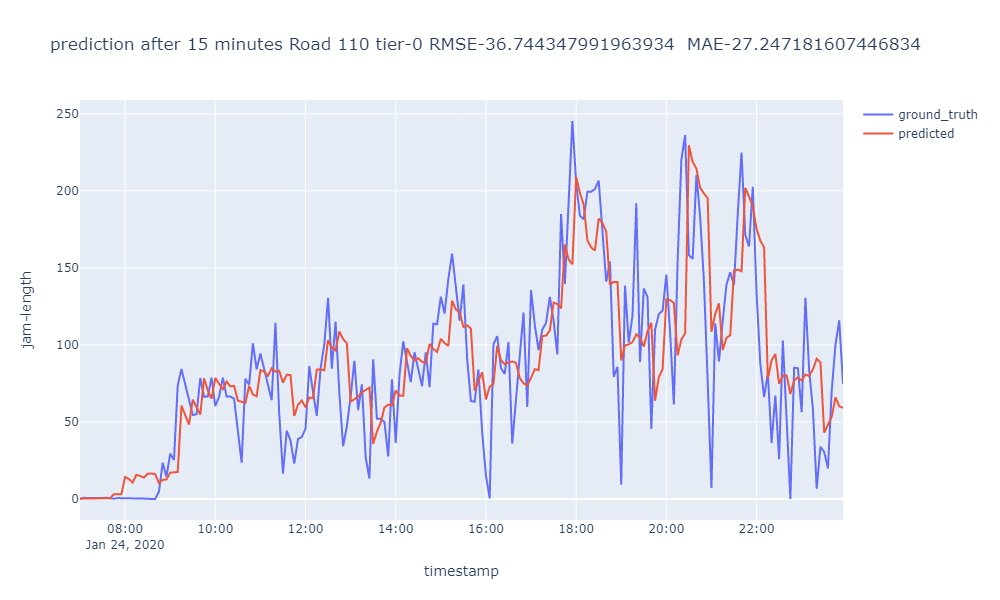 prediction after 15 minutes Road 110 tier-0 RMSE-36.744347991963934  MAE-27.247181607446834
250
200
150
100
50
0
jam-length
08:00
10:00
12:00
14:00
16:00
18:00
20:00
22:00
Jan 24, 2020
timestamp
ground_truth
predicted